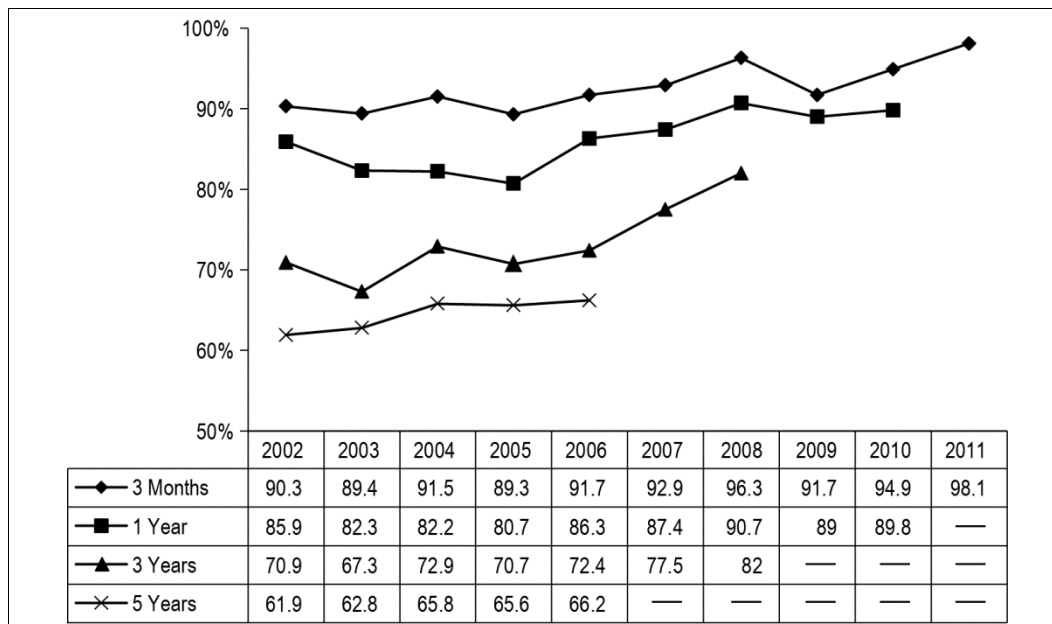 100%
90%
80%
70%
60%
50%
2002 2003 2004 2005 2006 2007 2008 2009 2010 2011
3 Months 90.3 89.4 91.5 89.3 91.7 92.9 96.3 91.7 94.9 98.1
1 Year 85.9 82.3 82.2 80.7 86.3 87.4 90.7 89 89.8 —
3 Years 70.9 67.3 72.9 70.7 72.4 77.5 82 — — —
5 Years 61.9 62.8 65.8 65.6 66.2 — — — — —